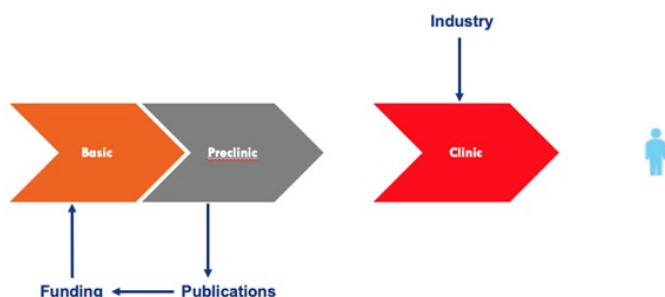 Industry
Basic
Preclinic
Clinic
Funding
Publications